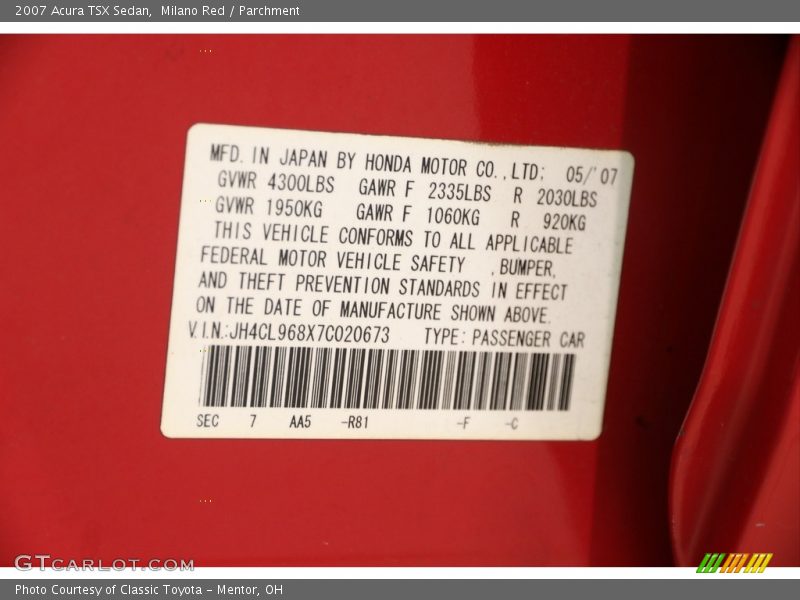 2007 Acura TSX Sedan, Milano Red / Parchment
MFD. IN JAPAN BY HONDA MOTOR CO.,LTD: 05/'07
GVWR 4300LBS GAWR F 2335LBS R 2030LBS
GVWR 1950KG GAWR F 1060KG R 920KG
THIS VEHICLE CONFORMS TO ALL APPLICABLE
FEDERAL MOTOR VEHICLE SAFETY ,BUMPER,
AND THEFT PREVENTION STANDARDS IN EFFECT
ON THE DATE OF MANUFACTURE SHOWN ABOVE.
V.I.N.:JH4CL968X7C020673 TYPE: PASSENGER CAR
SEC 7 AA5 -R81 -F -C
GTCARLOT.COM
Photo Courtesy of Classic Toyota - Mentor, OH